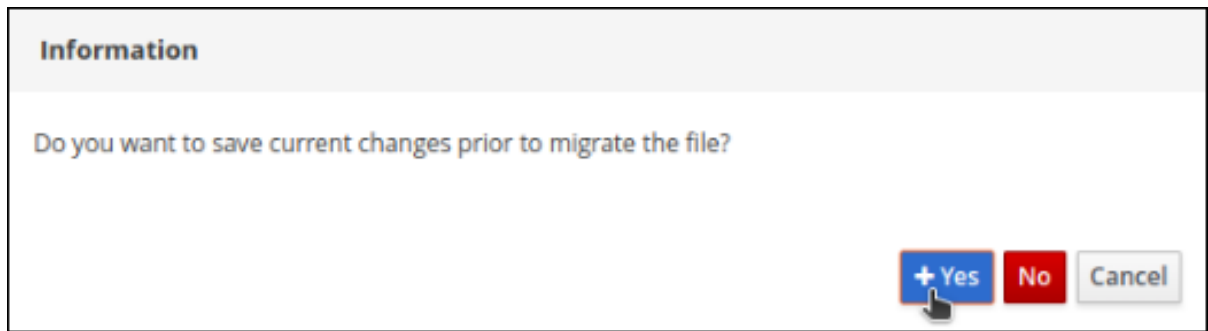 Information
Do you want to save current changes prior to migrate the file?
+ Yes No Cancel